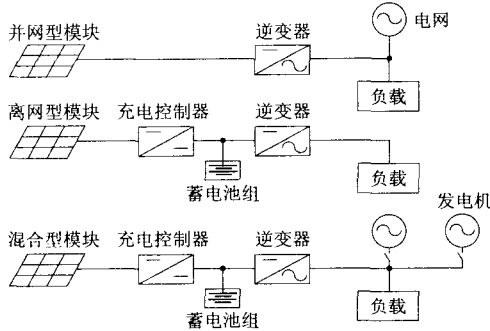 并网型模块
逆变器
电网
负载
离网型模块
充电控制器
逆变器
蓄电池组
负载
发电机
混合型模块
充电控制器
逆变器
蓄电池组
负载